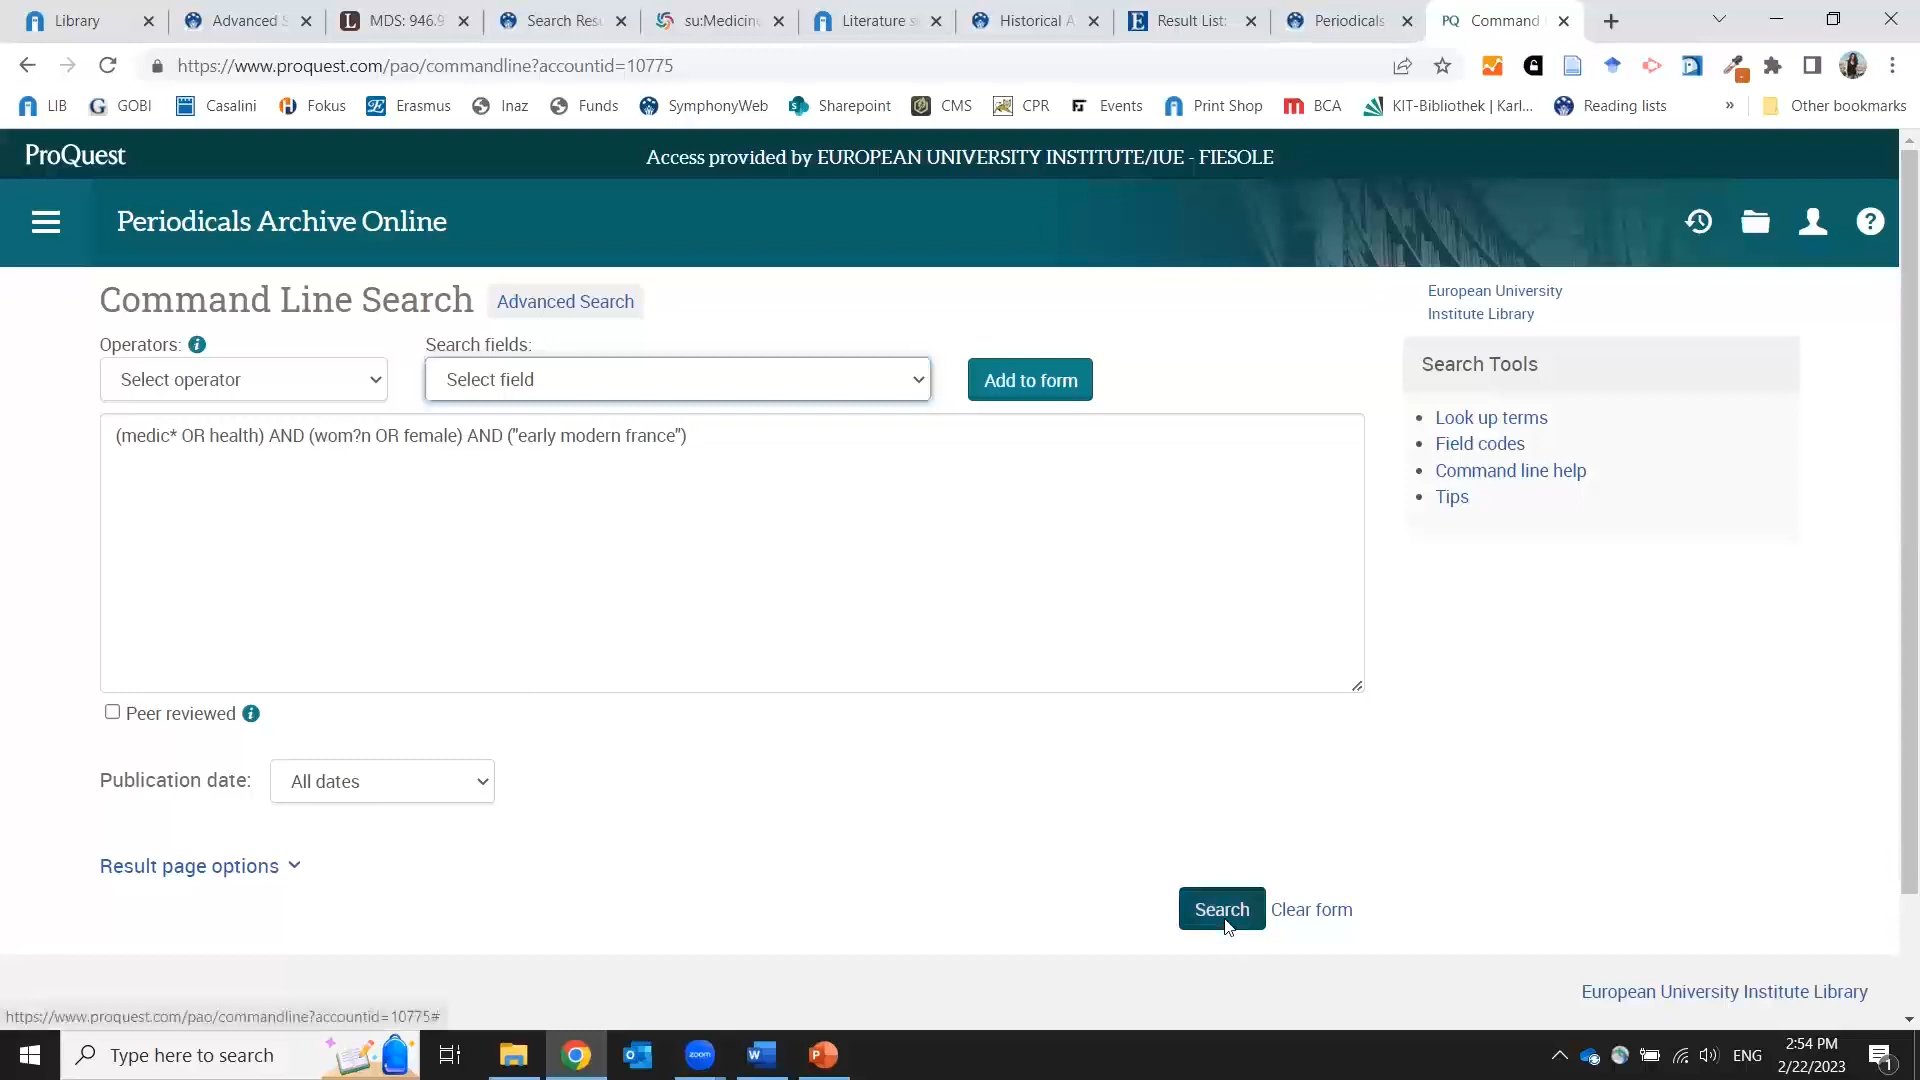 Library
Advanced S
MDS: 946.9
Search Resu
su:Medicine
Literature s
Historical A
Result List:
Periodicals
PQ
Command
https://www.proquest.com/pao/commandline?accountid=10775
LIB
GOBI
Casalini
Fokus
Erasmus
Inaz
Funds
SymphonyWeb
Sharepoint
CMS
CPR
Events
Print Shop
BCA
KIT-Bibliothek | Karl...
Reading lists
»
Other bookmarks
ProQuest
Access provided by EUROPEAN UNIVERSITY INSTITUTE/IUE - FIESOLE
Periodicals Archive Online
Command Line Search
Advanced Search
European University
Institute Library
Operators:
Search fields:
Select operator
Select field
Add to form
Search Tools
Look up terms
Field codes
Command line help
Tips
(medic* OR health) AND (wom?n OR female) AND ("early modern france")
Peer reviewed
Publication date:
All dates
Result page options
Search
Clear form
European University Institute Library
https://www.proquest.com/pao/commandline?accountid=10775#
Type here to search
zoom
ENG
2:54 PM
2/22/2023
1